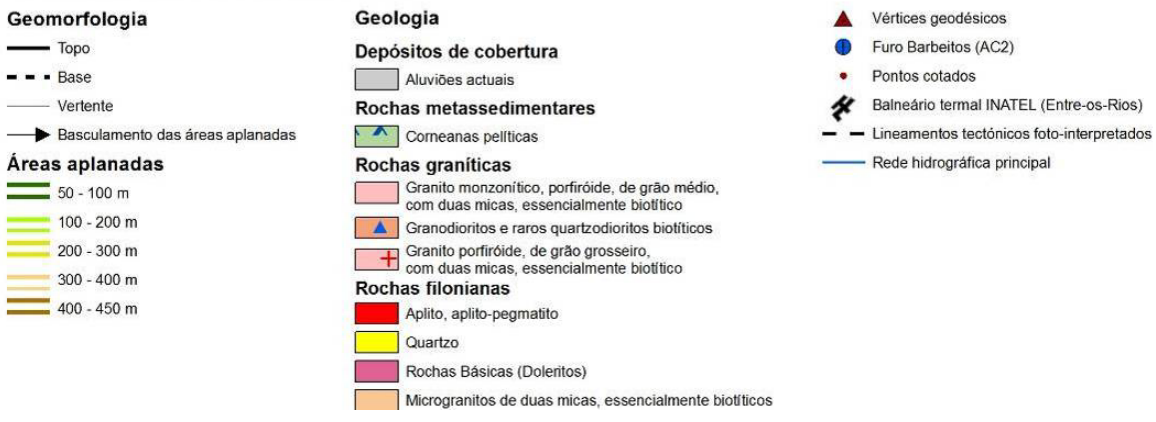 Geomorfologia
Topo
Base
Vertente
Basculamento das áreas aplanadas
Áreas aplanadas
50 - 100 m
100 - 200 m
200 - 300 m
300 - 400 m
400 - 450 m
Geologia
Depósitos de cobertura
Aluviões actuais
Rochas metassedimentares
Corneanas pelíticas
Rochas graníticas
Granito monzonítico, porfiróide, de grão médio,
com duas micas, essencialmente biotítico
Granodioritos e raros quartzodioritos biotíticos
Granito porfiróide, de grão grosseiro,
com duas micas, essencialmente biotítico
Rochas filonianas
Aplito, aplito-pegmatito
Quartzo
Rochas Básicas (Doleritos)
Microgranitos de duas micas, essencialmente biotíticos
Vértices geodésicos
Furo Barbeitos (AC2)
Pontos cotados
Balneário termal INATEL (Entre-os-Rios)
Lineamentos tectónicos foto-interpretados
Rede hidrográfica principal